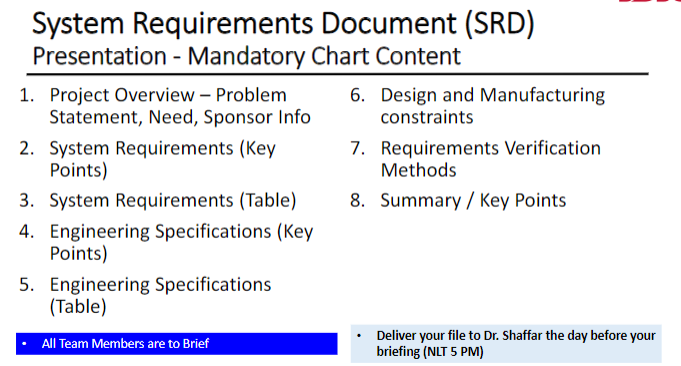 System Requirements Document (SRD)
Presentation - Mandatory Chart Content
1. Project Overview – Problem
Statement, Need, Sponsor Info
2. System Requirements (Key
Points)
3. System Requirements (Table)
4. Engineering Specifications (Key
Points)
5. Engineering Specifications
(Table)
6. Design and Manufacturing
constraints
7. Requirements Verification
Methods
8. Summary / Key Points
• All Team Members are to Brief
• Deliver your file to Dr. Shaffar the day before your
briefing (NLT 5 PM)